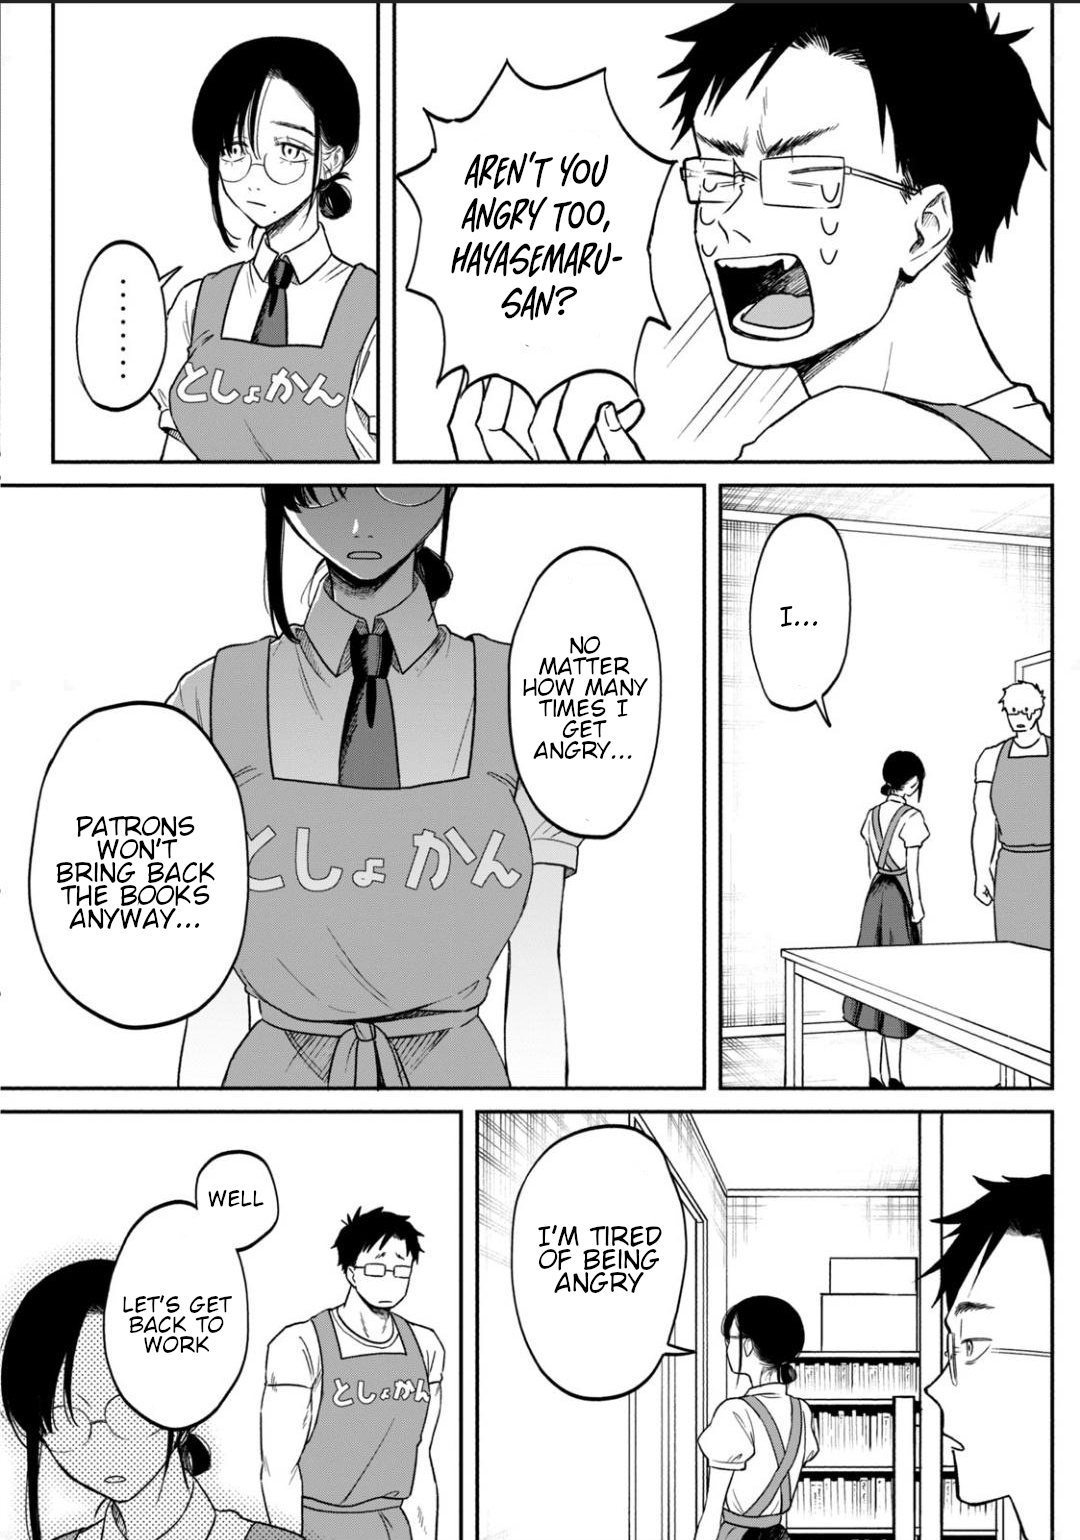 AREN'T YOU
ANGRY TOO,
HAYASEMARU-
SAN?
.........
としょかん
I...
NO
MATTER
HOW MANY
TIMES I
GET
ANGRY...
PATRONS
WON'T
BRING BACK
THE BOOKS
ANYWAY...
としょかん
I'M TIRED
OF BEING
ANGRY
WELL
LET'S GET
BACK TO
WORK
としょかん